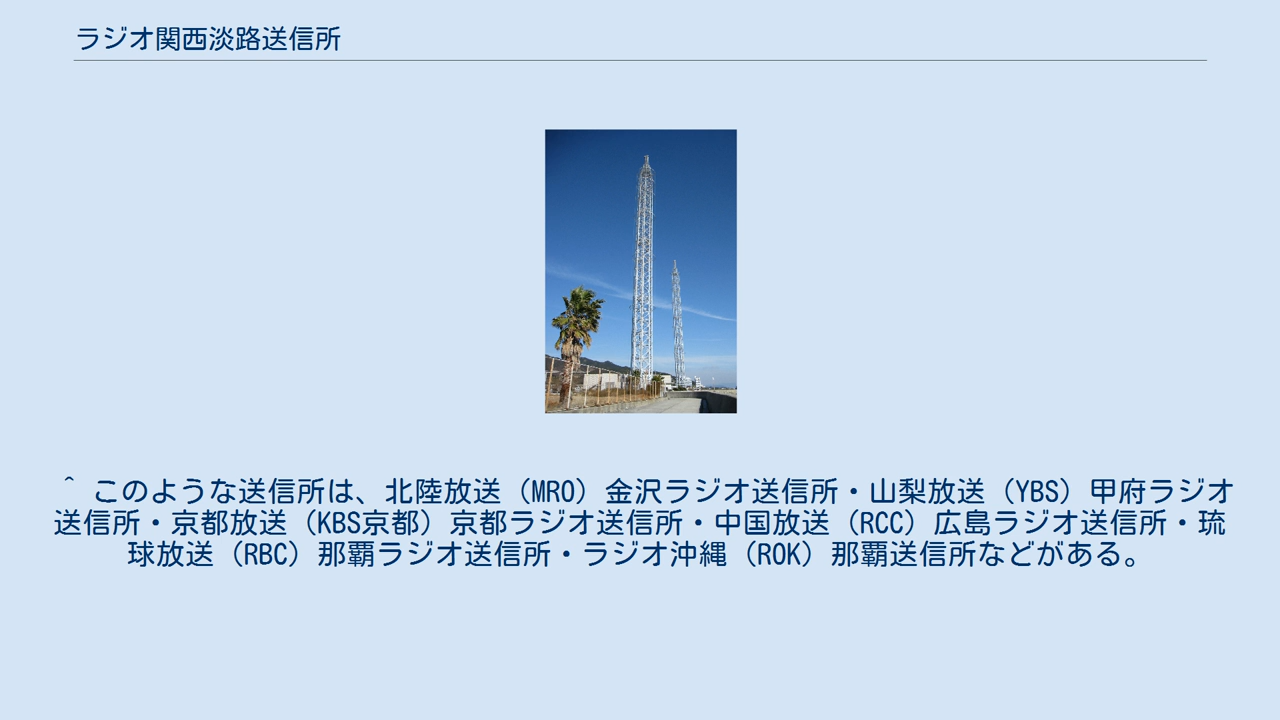 ラジオ関西淡路送信所
^ このような送信所は、北陸放送（MRO）金沢ラジオ送信所・山梨放送（YBS）甲府ラジオ
送信所・京都放送（KBS京都）京都ラジオ送信所・中国放送（RCC）広島ラジオ送信所・琉
球放送（RBC）那覇ラジオ送信所・ラジオ沖縄（ROK）那覇送信所などがある。